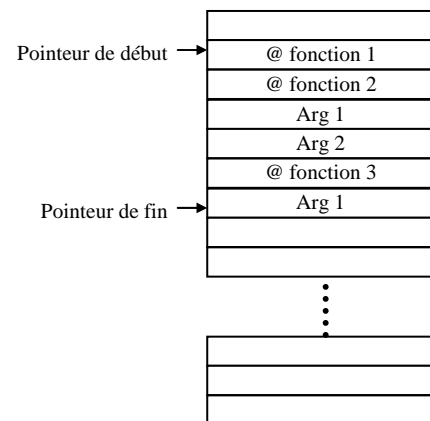 Pointeur de début
@ fonction 1
@ fonction 2
Arg 1
Arg 2
@ fonction 3
Pointeur de fin
Arg 1